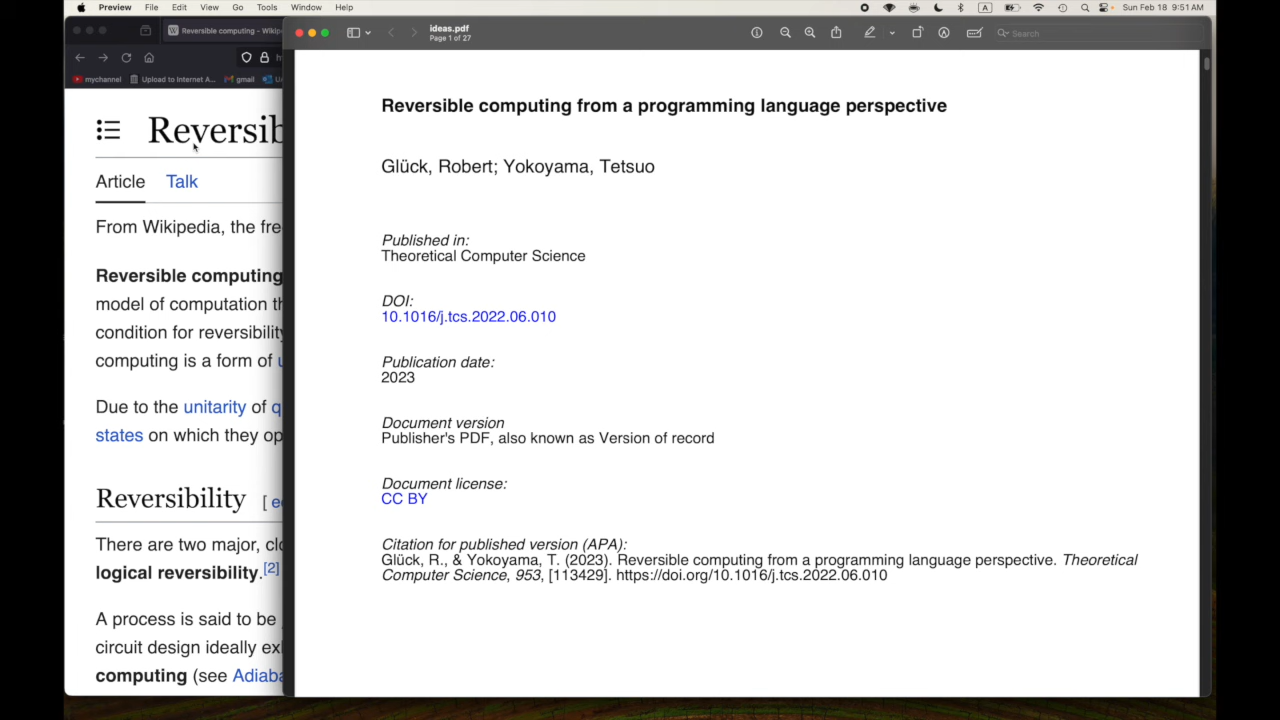 Preview File Edit View Go Tools Window Help
A Sun Feb 18 9:51 AM
W Reversible computing - Wikip
ideas.pdf
Page 1 of 27
Search
mychannel Upload to Internet A... gmail
Reversible computing from a programming language perspective
Glück, Robert; Yokoyama, Tetsuo
Published in:
Theoretical Computer Science
DOI:
10.1016/j.tcs.2022.06.010
Publication date:
2023
Document version
Publisher's PDF, also known as Version of record
Document license:
CC BY
Citation for published version (APA):
Glück, R., & Yokoyama, T. (2023). Reversible computing from a programming language perspective. Theoretical
Computer Science, 953, [113429]. https://doi.org/10.1016/j.tcs.2022.06.010
Reversib
Article Talk
From Wikipedia, the fre
Reversible computing
model of computation th
condition for reversibility
computing is a form of
Due to the unitarity of q
states on which they op
Reversibility [ e
There are two major, clo
logical reversibility.[2]
A process is said to be
circuit design ideally exh
computing (see Adiaba